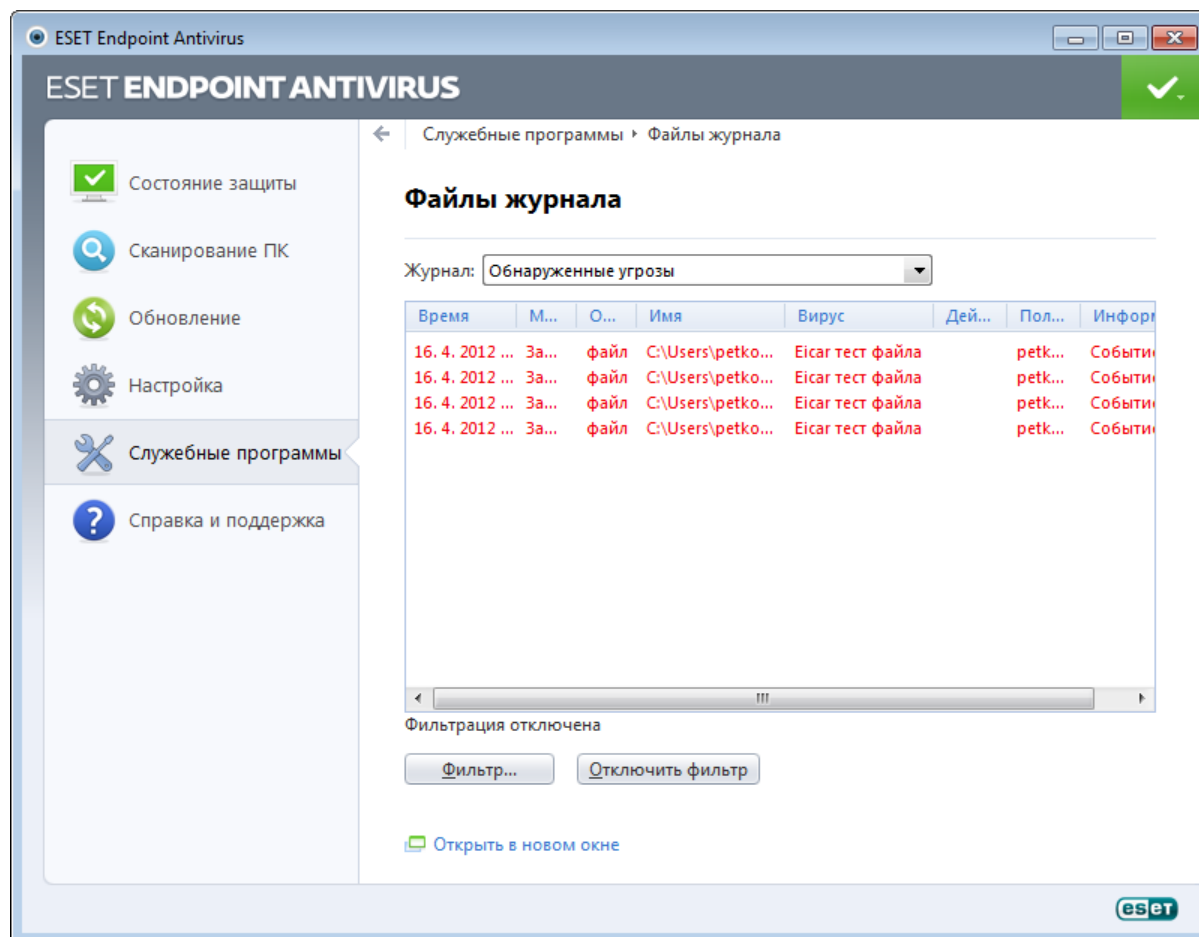 ESET Endpoint Antivirus
ESET ENDPOINT ANTIVIRUS
Служебные программы Файлы журнала
Состояние защиты
Сканирование ПК
Обновление
Настройка
Служебные программы
Справка и поддержка
Файлы журнала
Журнал: Обнаруженные угрозы
Время М... О... Имя Вирус Дей... Пол... Информ
16. 4. 2012 ... За... файл C:\Users\petko... Eicar тест файла petk... Событи
16. 4. 2012 ... За... файл C:\Users\petko... Eicar тест файла petk... Событи
16. 4. 2012 ... За... файл C:\Users\petko... Eicar тест файла petk... Событи
16. 4. 2012 ... За... файл C:\Users\petko... Eicar тест файла petk... Событи
Фильтрация отключена
Фильтр... Отключить фильтр
Открыть в новом окне
eset